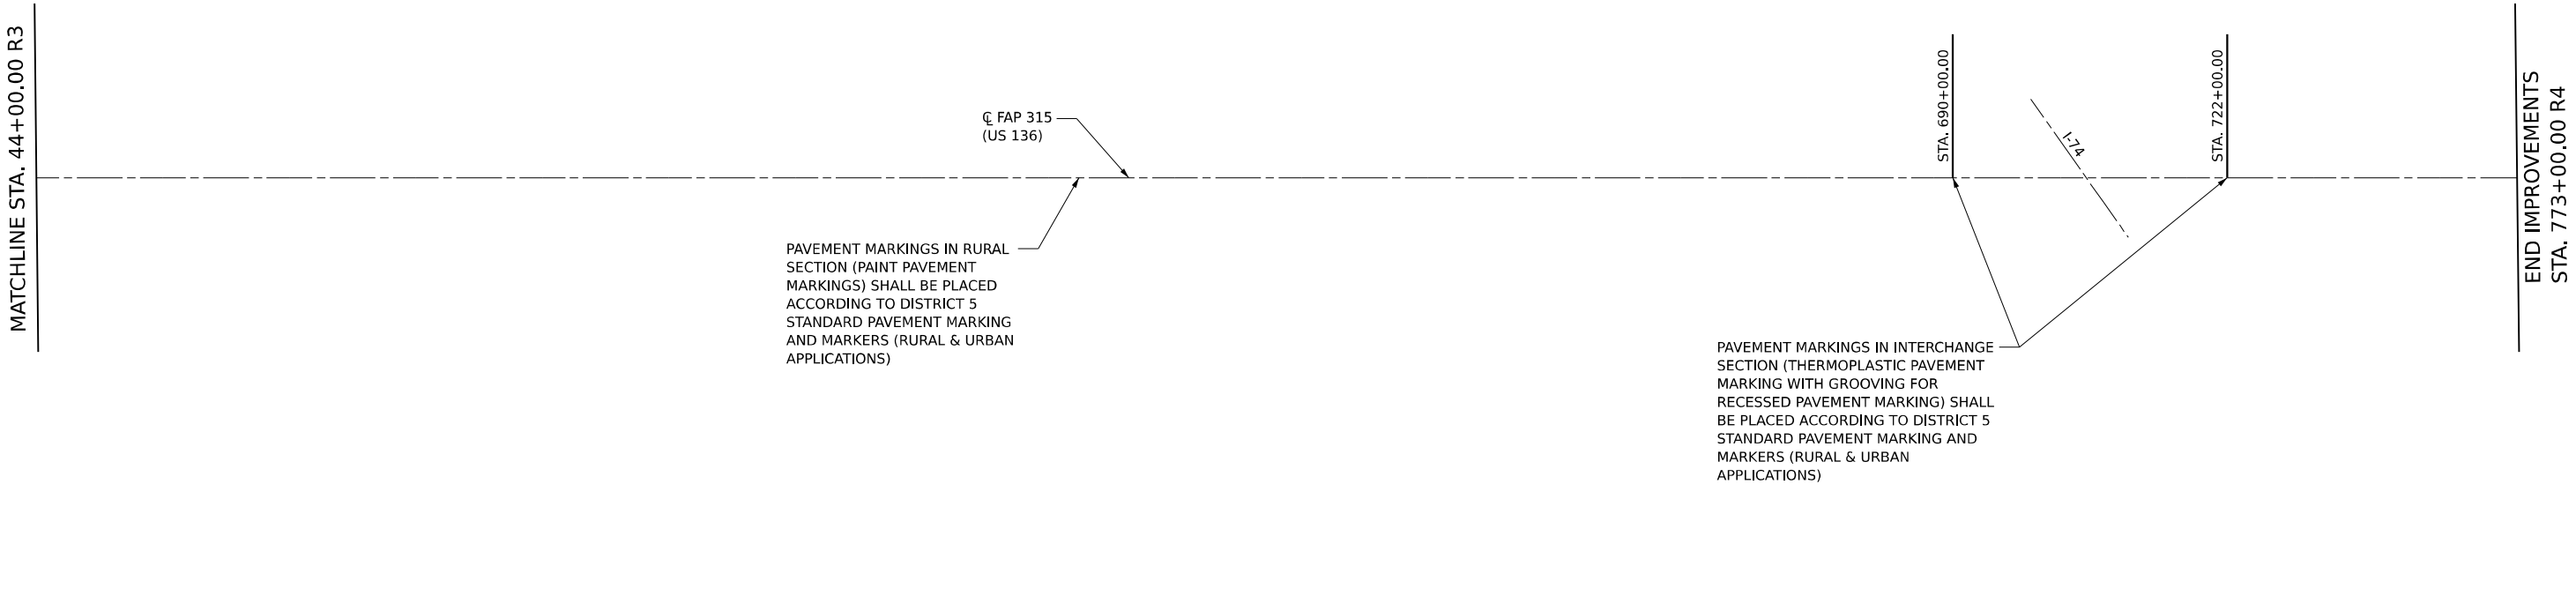 MATCHLINE STA. 44+00.00 R3
℄ FAP 315
(US 136)
PAVEMENT MARKINGS IN RURAL
SECTION (PAINT PAVEMENT
MARKINGS) SHALL BE PLACED
ACCORDING TO DISTRICT 5
STANDARD PAVEMENT MARKING
AND MARKERS (RURAL & URBAN
APPLICATIONS)
STA. 690+00.00
I-74
STA. 722+00.00
PAVEMENT MARKINGS IN INTERCHANGE
SECTION (THERMOPLASTIC PAVEMENT
MARKING WITH GROOVING FOR
RECESSED PAVEMENT MARKING) SHALL
BE PLACED ACCORDING TO DISTRICT 5
STANDARD PAVEMENT MARKING AND
MARKERS (RURAL & URBAN
APPLICATIONS)
END IMPROVEMENTS
STA. 773+00.00 R4